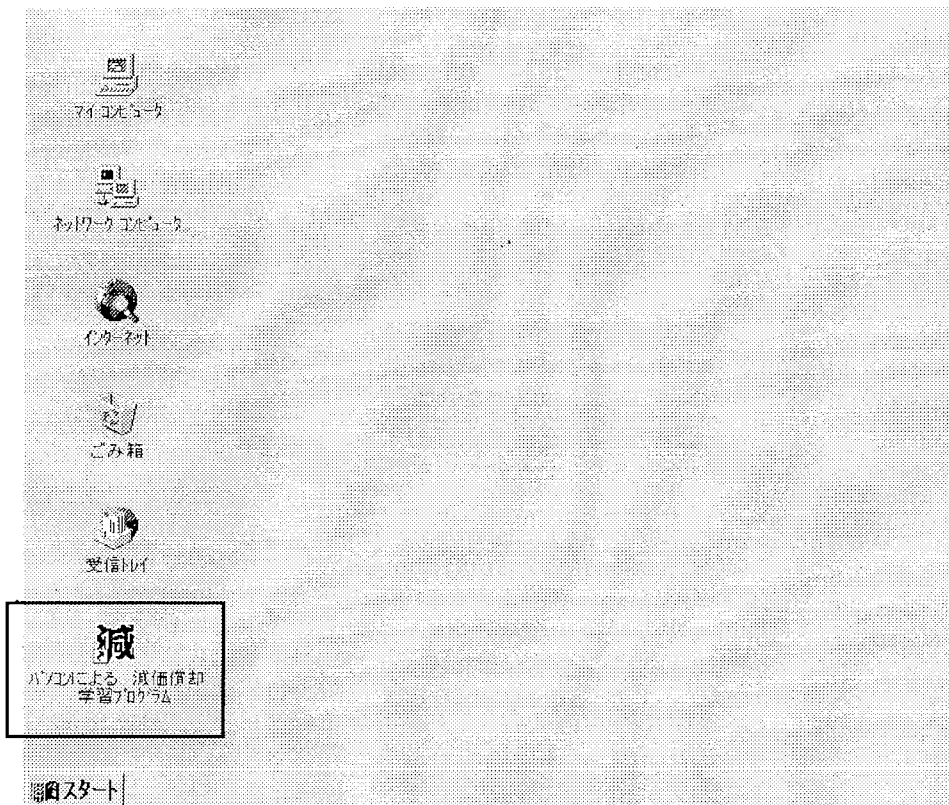 マイ コンピュータ
ネットワーク コンピュータ
インターネット
ごみ箱
受信トレイ
減
パソコンによる 減価償却
学習プログラム
スタート